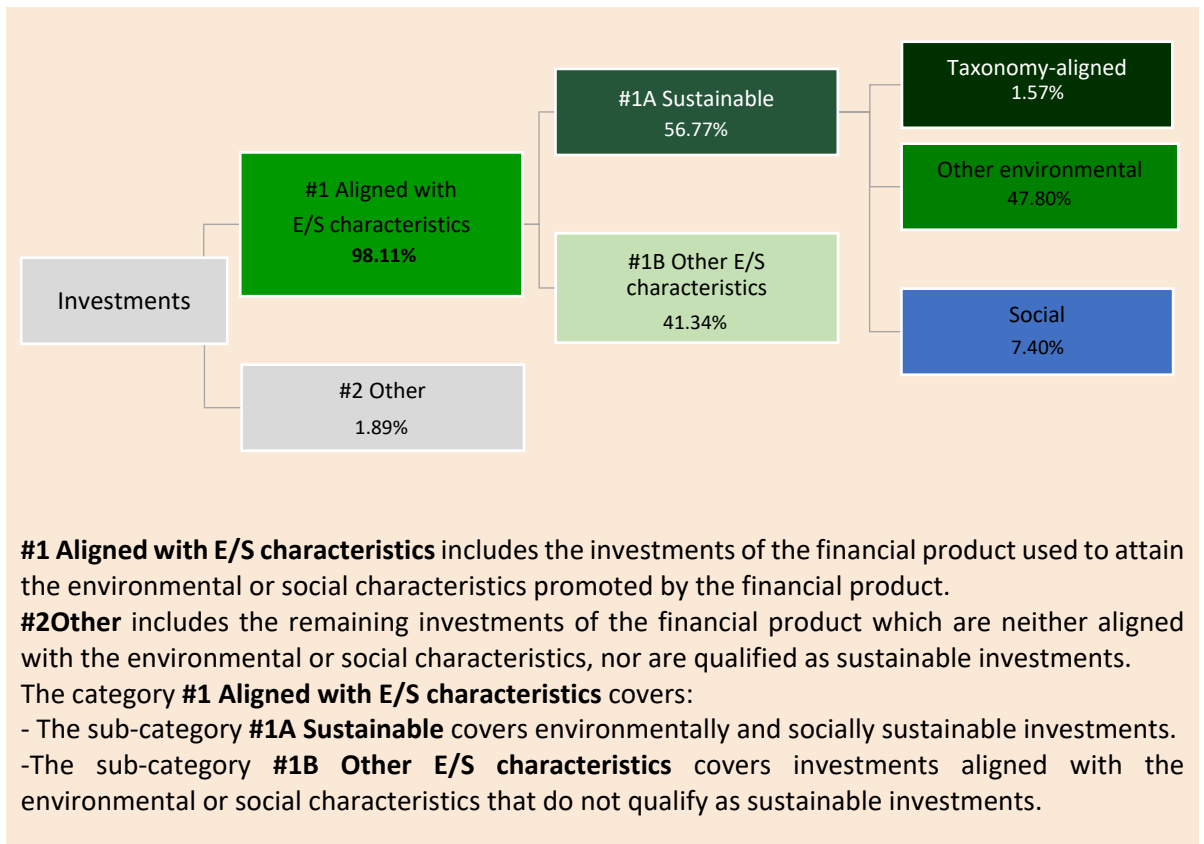 Investments
#1 Aligned with
E/S characteristics
98.11%
#2 Other
1.89%
#1A Sustainable
56.77%
#1B Other E/S
characteristics
41.34%
Taxonomy-aligned
1.57%
Other environmental
47.80%
Social
7.40%
#1 Aligned with E/S characteristics includes the investments of the financial product used to attain
the environmental or social characteristics promoted by the financial product.
#2Other includes the remaining investments of the financial product which are neither aligned
with the environmental or social characteristics, nor are qualified as sustainable investments.
The category #1 Aligned with E/S characteristics covers:
- The sub-category #1A Sustainable covers environmentally and socially sustainable investments.
-The sub-category #1B Other E/S characteristics covers investments aligned with the
environmental or social characteristics that do not qualify as sustainable investments.